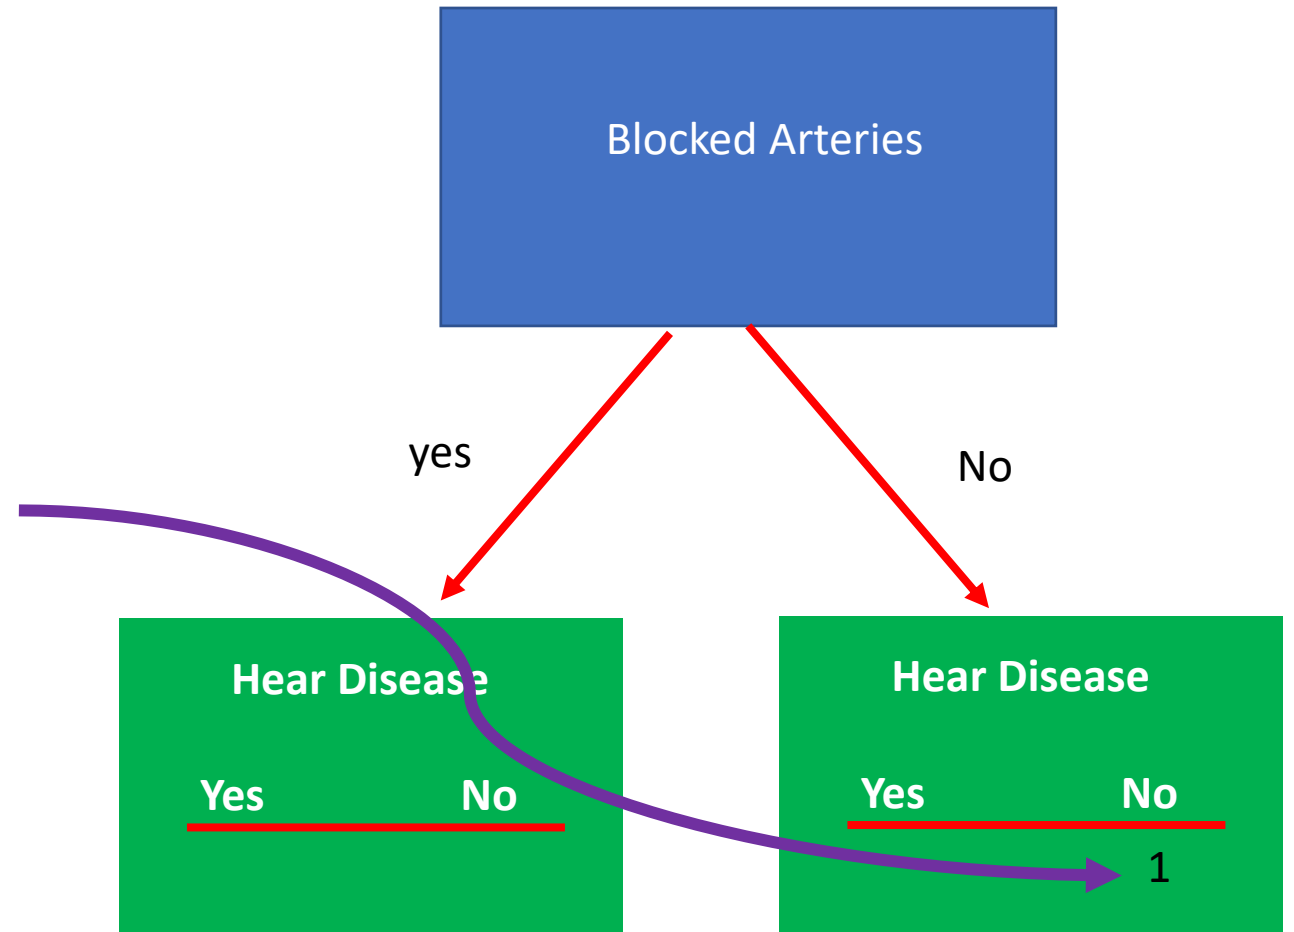 Blocked Arteries
yes
No
Hear Disease
Yes No
Hear Disease
Yes No
1